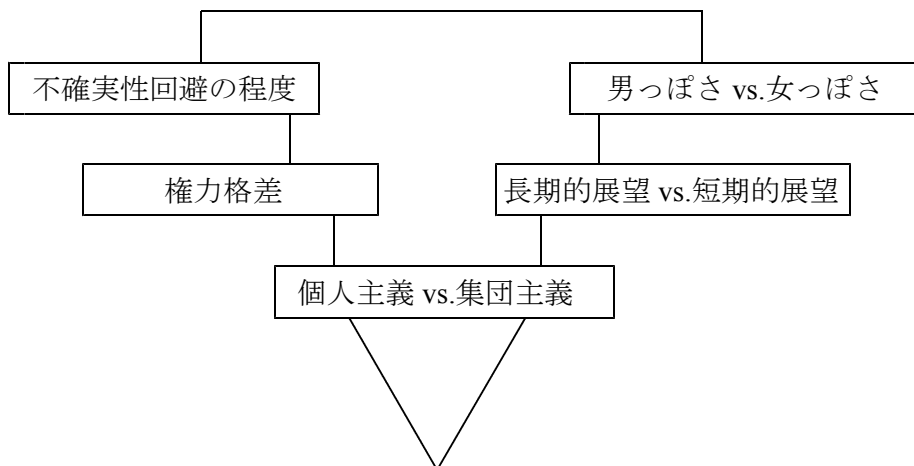 不確実性回避の程度
男っぽさ vs.女っぽさ
権力格差
長期的展望 vs.短期的展望
個人主義 vs.集団主義